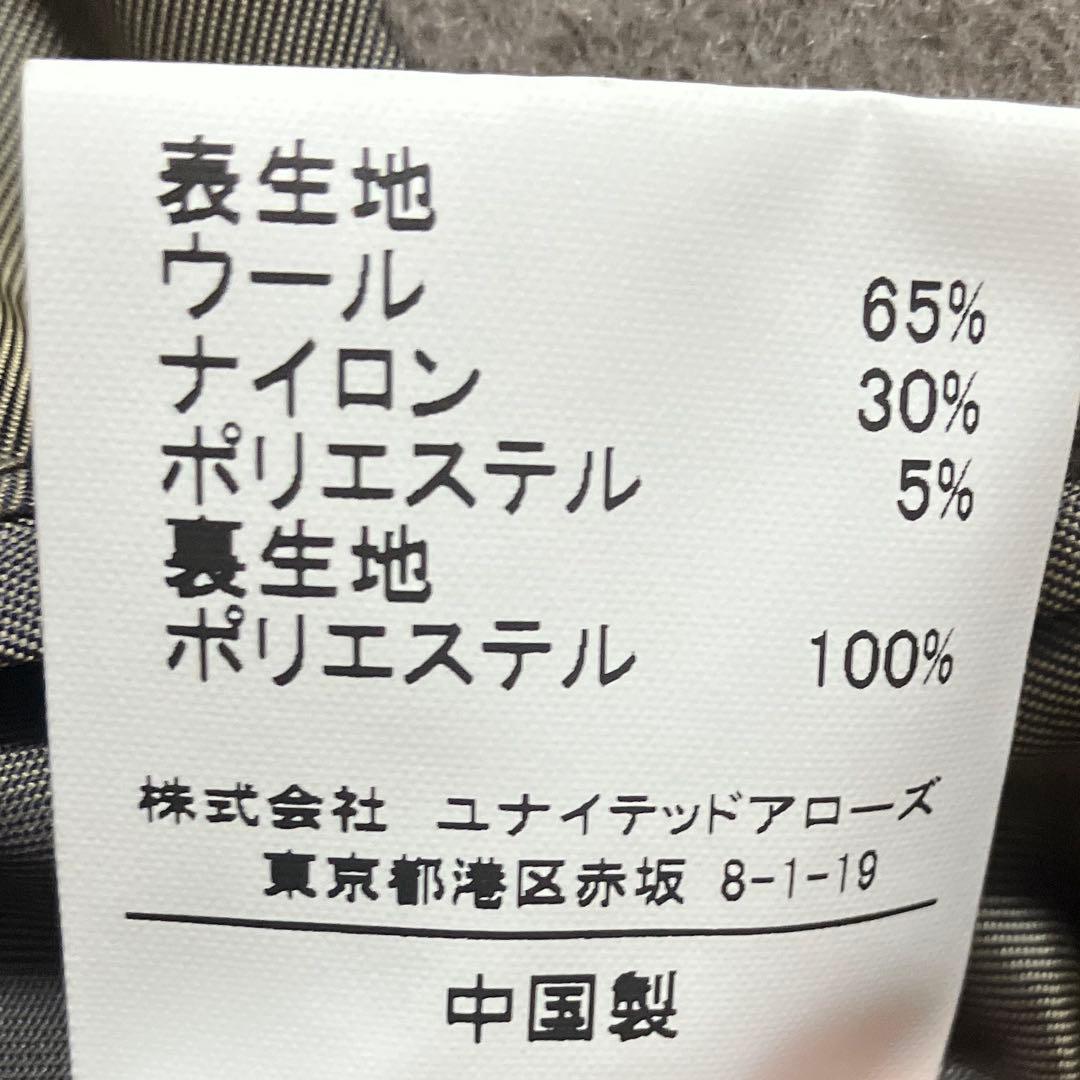 表生地
ウール 65%
ナイロン 30%
ポリエステル 5%
裏生地
ポリエステル 100%
株式会社 ユナイテッドアローズ
東京都港区赤坂 8-1-19
中国製